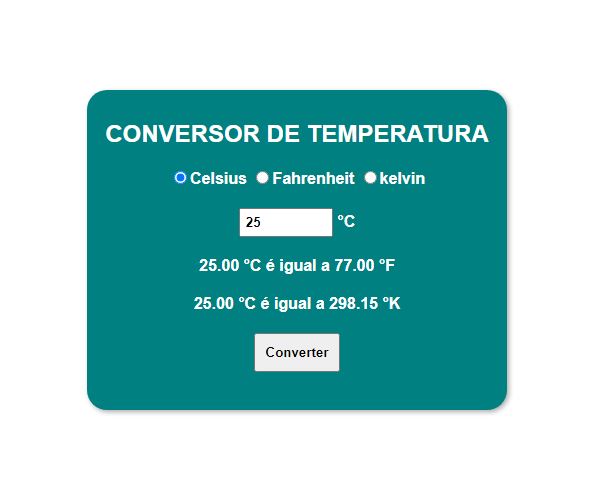 CONVERSOR DE TEMPERATURA
Celsius Fahrenheit kelvin
25 °C
25.00 °C é igual a 77.00 °F
25.00 °C é igual a 298.15 °K
Converter